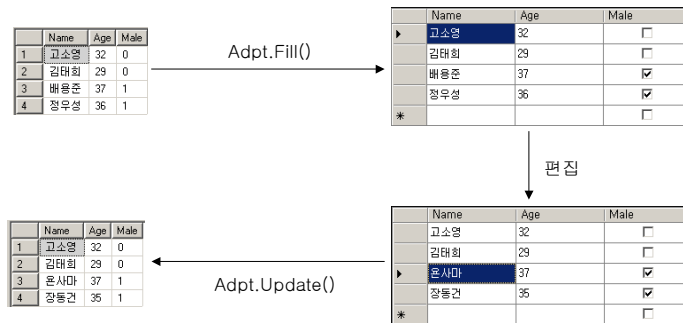 Name Age Male
1 고소영 32 0
2 김태희 29 0
3 배용준 37 1
4 정우성 36 1
Adpt.Fill()
Name Age Male
고소영 32
김태희 29
배용준 37
정우성 36
*
편집
Name Age Male
고소영 32
김태희 29
욘사마 37
장동건 35
*
Adpt.Update()
Name Age Male
1 고소영 32 0
2 김태희 29 0
3 욘사마 37 1
4 장동건 35 1